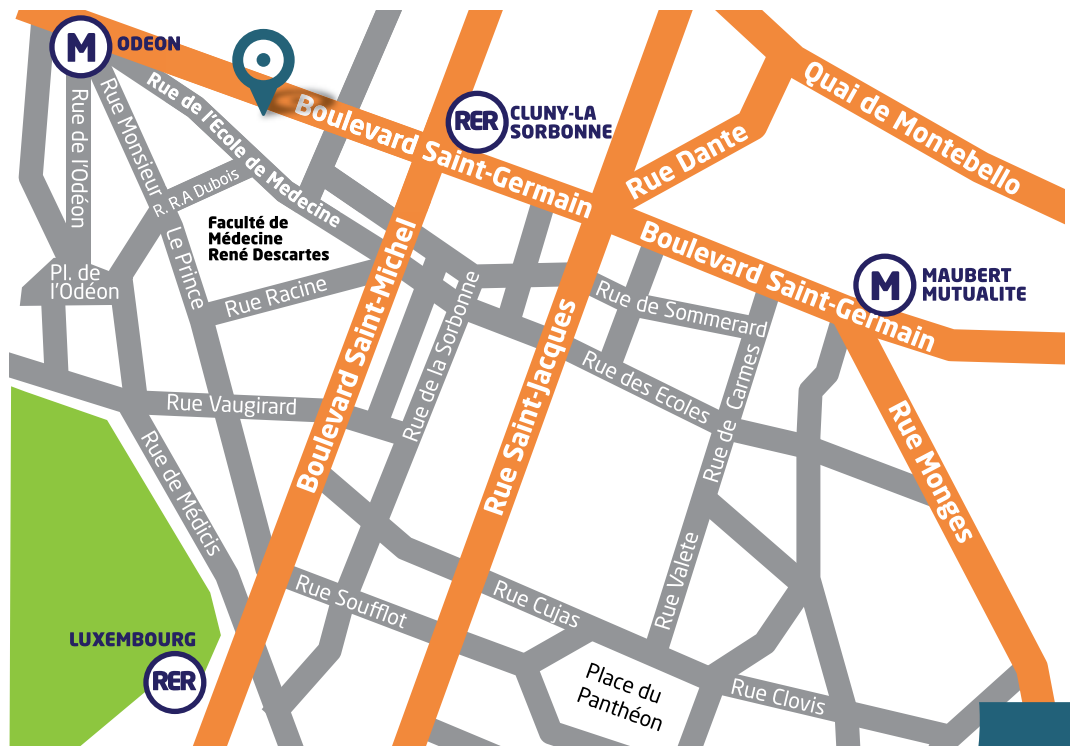 M
ODEON
Quai de Montebello
RER
CLUNY-LA
SORBONNE
Boulevard Saint-Germain
Rue de l'Ecole de Medecine
Rue Monsieur
Le Prince
Rue de l'Odéon
Rue Dante
R. R.A Dubois
Faculté de
Médecine
René Descartes
Boulevard Saint-Germain
M
MAUBERT
MUTUALITE
Pl. de
l'Odéon
Rue Racine
Boulevard Saint-Michel
Rue de la Sorbonne
Rue Saint-Jacques
Rue de Sommerard
Rue des Ecoles
Rue de Carmes
Rue Vaugirard
Rue Monges
Rue de Médicis
Rue Valete
Rue Soufflot
Rue Cujas
LUXEMBOURG
RER
Place du
Panthéon
Rue Clovis